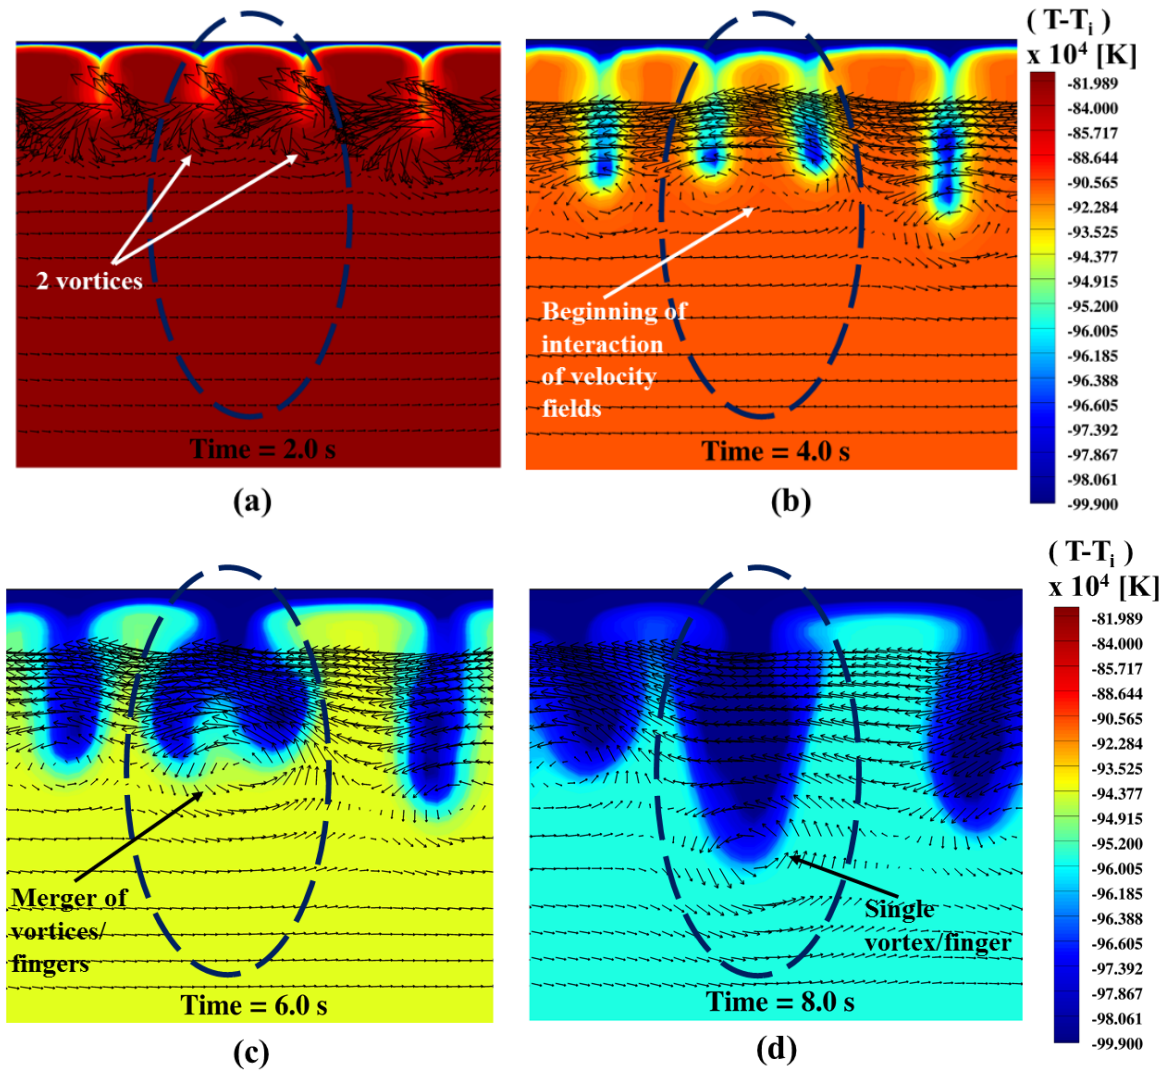 ( T-Tᵢ )
x 10⁴ [K]
-81.989
-84.000
-85.717
-88.644
-90.565
-92.284
-93.525
-94.377
-94.915
-95.200
-96.005
-96.185
-96.388
-96.605
-97.392
-97.867
-98.061
-99.900
2 vortices
Time = 2.0 s
(a)
Beginning of
interaction
of velocity
fields
Time = 4.0 s
(b)
( T-Tᵢ )
x 10⁴ [K]
-81.989
-84.000
-85.717
-88.644
-90.565
-92.284
-93.525
-94.377
-94.915
-95.200
-96.005
-96.185
-96.388
-96.605
-97.392
-97.867
-98.061
-99.900
Merger of
vortices/
fingers
Time = 6.0 s
(c)
Single
vortex/finger
Time = 8.0 s
(d)